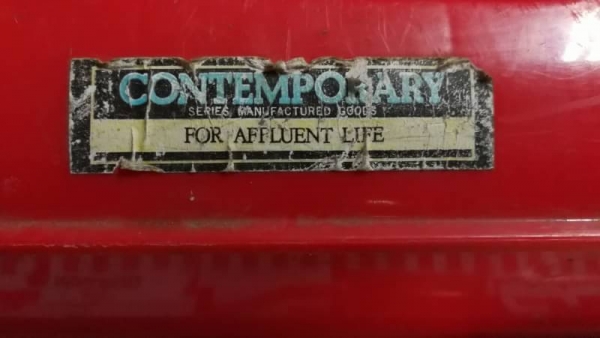 CONTEMPORARY
SERIES MANUFACTURED GOODS
FOR AFFLUENT LIFE